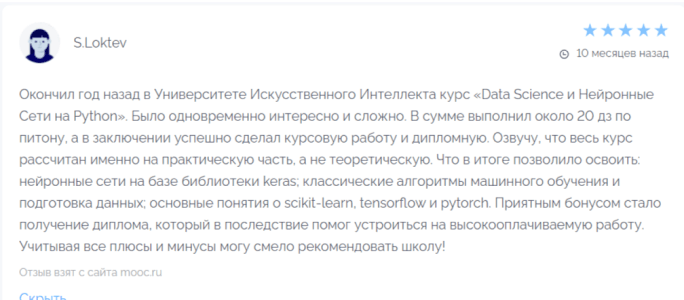 S.Loktev
10 месяцев назад
Окончил год назад в Университете Искусственного Интеллекта курс «Data Science и Нейронные
Сети на Python». Было одновременно интересно и сложно. В сумме выполнил около 20 дз по
питону, а в заключении успешно сделал курсовую работу и дипломную. Озвучу, что весь курс
рассчитан именно на практическую часть, а не теоретическую. Что в итоге позволило освоить:
нейронные сети на базе библиотеки keras; классические алгоритмы машинного обучения и
подготовка данных; основные понятия о scikit-learn, tensorflow и pytorch. Приятным бонусом стало
получение диплома, который в последствие помог устроиться на высокооплачиваемую работу.
Учитывая все плюсы и минусы могу смело рекомендовать школу!
Отзыв взят с сайта mooc.ru
Скрыть